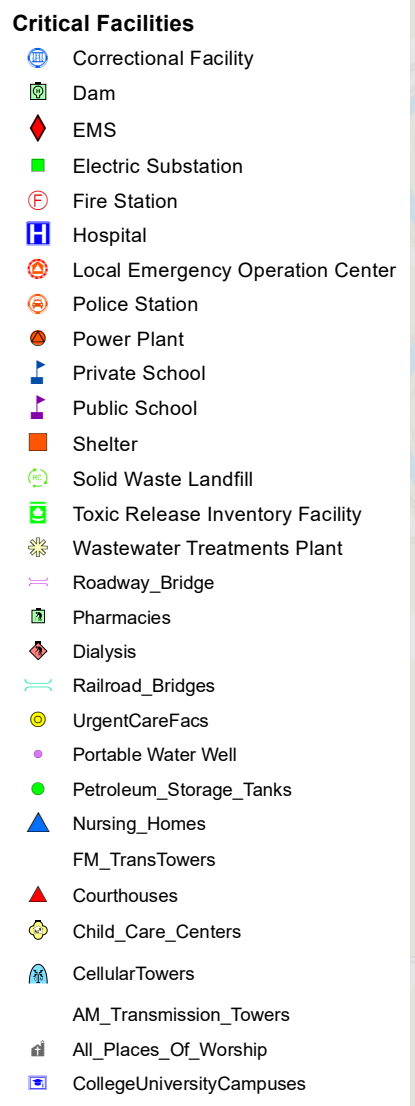 Critical Facilities
Correctional Facility
Dam
EMS
Electric Substation
F Fire Station
H Hospital
Local Emergency Operation Center
Police Station
Power Plant
Private School
Public School
Shelter
RC Solid Waste Landfill
Toxic Release Inventory Facility
Wastewater Treatments Plant
Roadway_Bridge
Pharmacies
Dialysis
Railroad_Bridges
UrgentCareFacs
Portable Water Well
Petroleum_Storage_Tanks
Nursing_Homes
FM_TransTowers
Courthouses
Child_Care_Centers
CellularTowers
AM_Transmission_Towers
All_Places_Of_Worship
CollegeUniversityCampuses